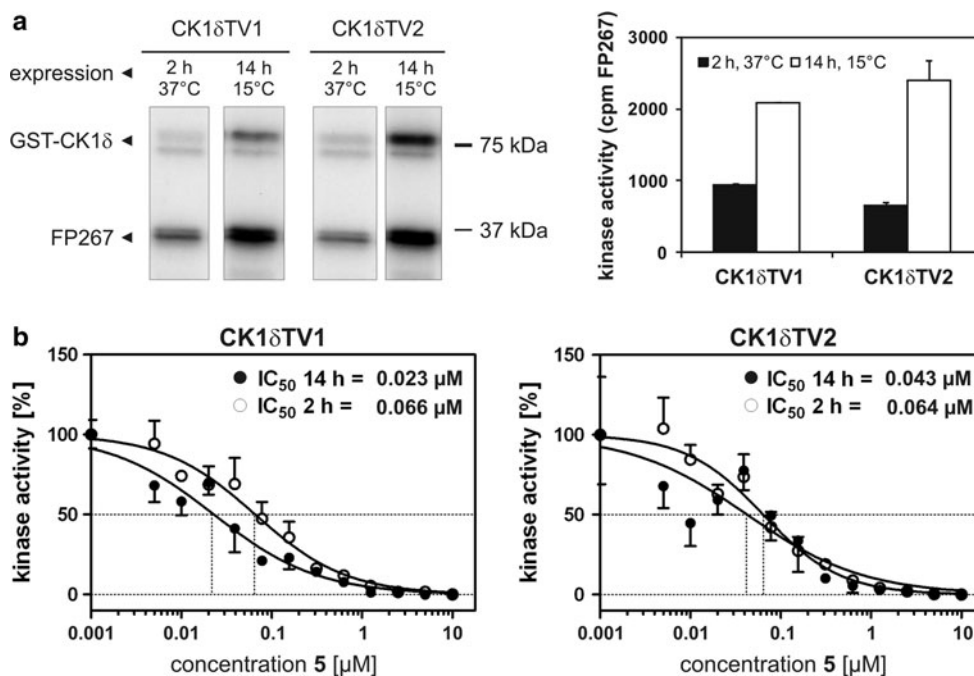 a
CK1δTV1 CK1δTV2
expression 2 h 14 h 2 h 14 h
37°C 15°C 37°C 15°C
GST-CK1δ
75 kDa
FP267
37 kDa
kinase activity (cpm FP267)
2 h, 37°C 14 h, 15°C
3000
2000
1000
0
CK1δTV1 CK1δTV2
b
CK1δTV1
kinase activity [%]
150
100
50
0
IC50 14 h = 0.023 µM
IC50 2 h = 0.066 µM
0.001 0.01 0.1 1 10
concentration 5 [µM]
CK1δTV2
kinase activity [%]
150
100
50
0
IC50 14 h = 0.043 µM
IC50 2 h = 0.064 µM
0.001 0.01 0.1 1 10
concentration 5 [µM]